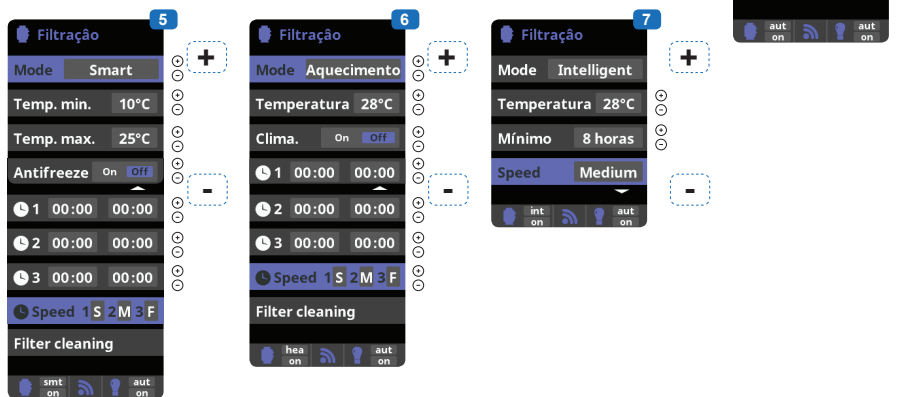 5
Filtraçâo
Mode Smart
Temp. min. 10°C
Temp. max. 25°C
Antifreeze On Off
1 00:00 00:00
2 00:00 00:00
3 00:00 00:00
Speed 1 S 2 M 3 F
Filter cleaning
smt on aut on
+
-
6
Filtraçâo
Mode Aquecimento
Temperatura 28°C
Clima. On Off
1 00:00 00:00
2 00:00 00:00
3 00:00 00:00
Speed 1 S 2 M 3 F
Filter cleaning
hea on aut on
+
-
7
Filtraçâo
Mode Intelligent
Temperatura 28°C
Mínimo 8 horas
Speed Medium
int on aut on
+
-
aut on aut on